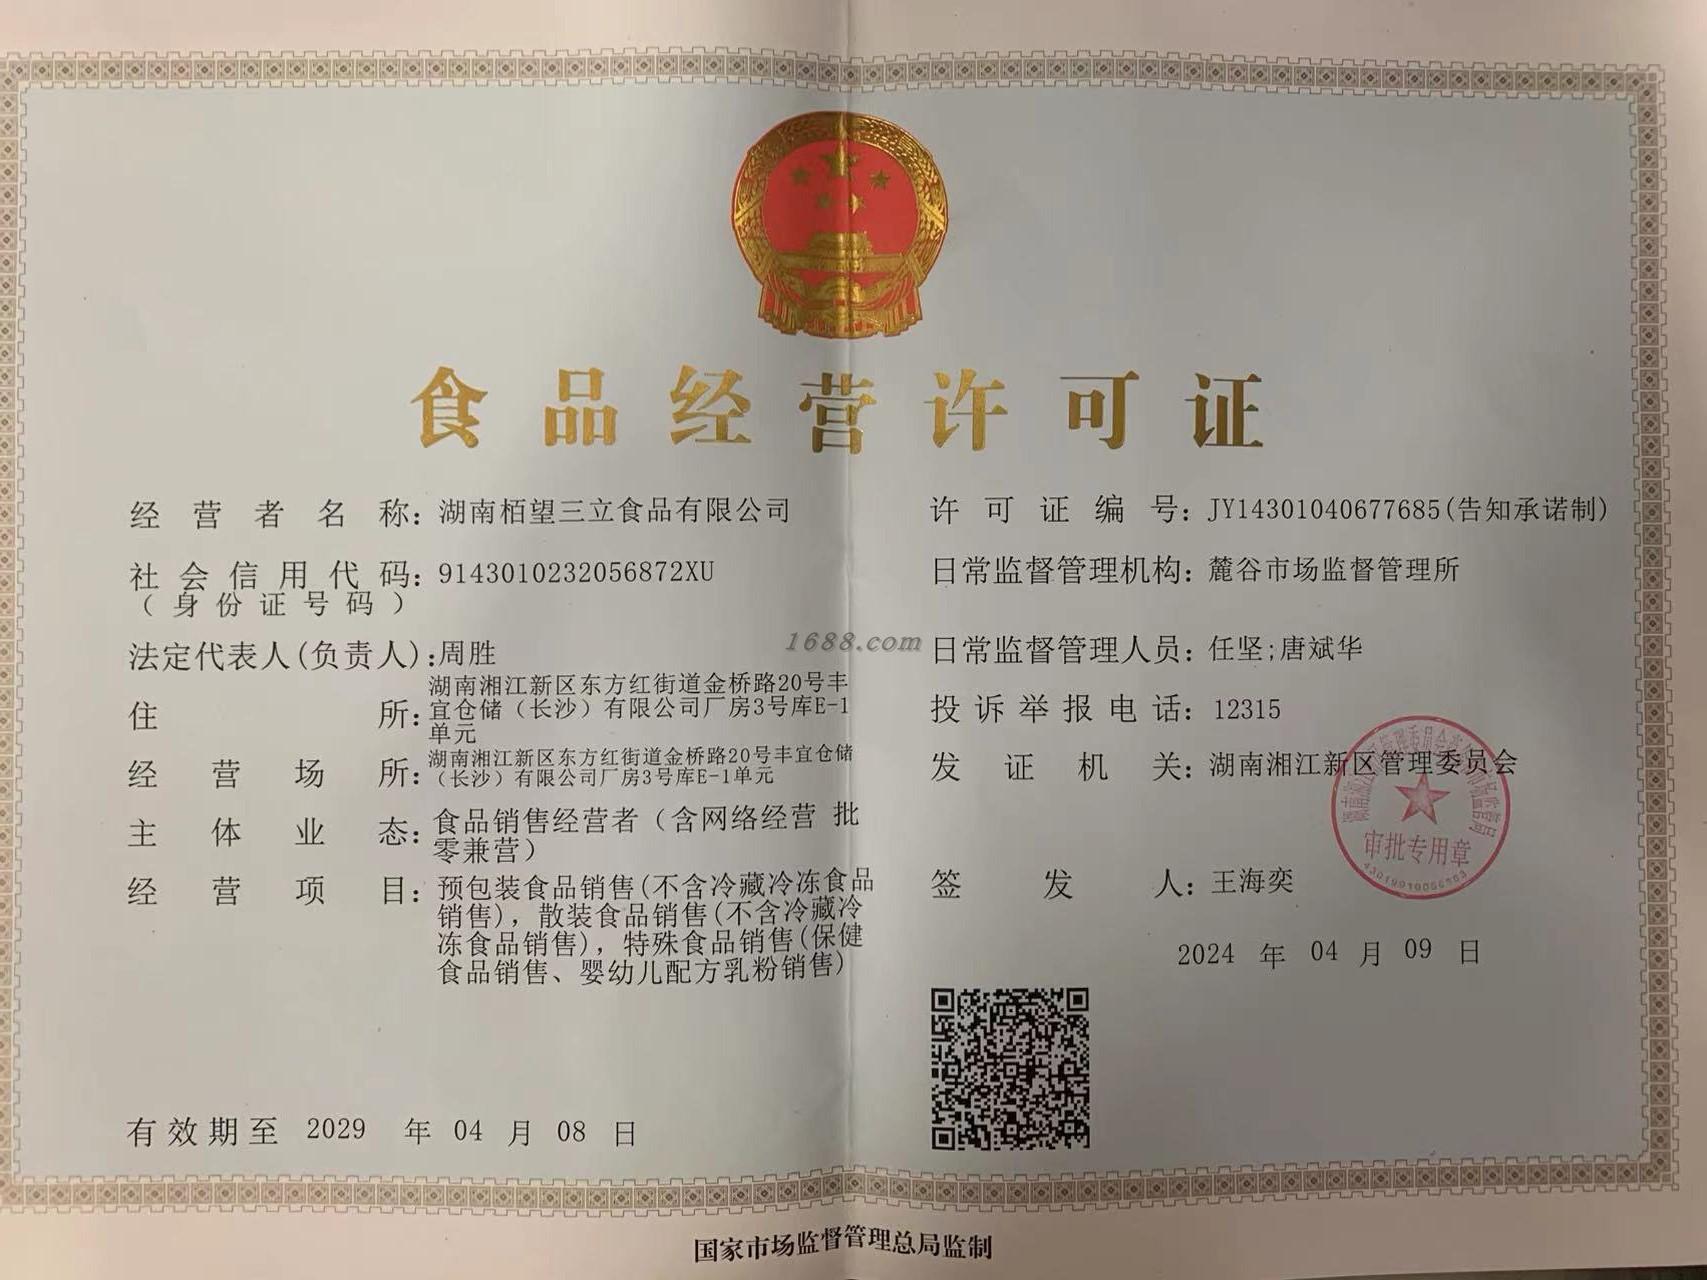 食品经营许可证
经营者名称：湖南栢望三立食品有限公司
社会信用代码：9143010232056872XU
（身份证号码）
法定代表人(负责人)：周胜
住所：湖南湘江新区东方红街道金桥路20号丰
宜仓储（长沙）有限公司厂房3号库E-1
单元
经营场所：湖南湘江新区东方红街道金桥路20号丰宜仓储
（长沙）有限公司厂房3号库E-1单元
主体业态：食品销售经营者（含网络经营 批
零兼营）
经营项目：预包装食品销售(不含冷藏冷冻食品
销售)，散装食品销售(不含冷藏冷
冻食品销售)，特殊食品销售(保健
食品销售、婴幼儿配方乳粉销售)
有效期至 2029 年 04 月 08 日
许可证编号：JY14301040677685(告知承诺制)
日常监督管理机构：麓谷市场监督管理所
1688.com
日常监督管理人员：任坚;唐斌华
投诉举报电话：12315
发证机关：湖南湘江新区管理委员会
审批专用章
签发人：王海奕
2024 年 04 月 09 日
国家市场监督管理总局监制